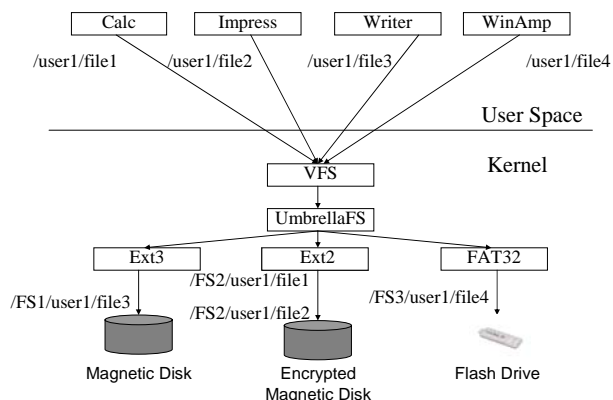 Calc
Impress
Writer
WinAmp
/user1/file1
/user1/file2
/user1/file3
/user1/file4
User Space
Kernel
VFS
UmbrellaFS
Ext3
Ext2
FAT32
/FS2/user1/file1
/FS1/user1/file3
/FS3/user1/file4
/FS2/user1/file2
Magnetic Disk
Encrypted
Magnetic Disk
Flash Drive